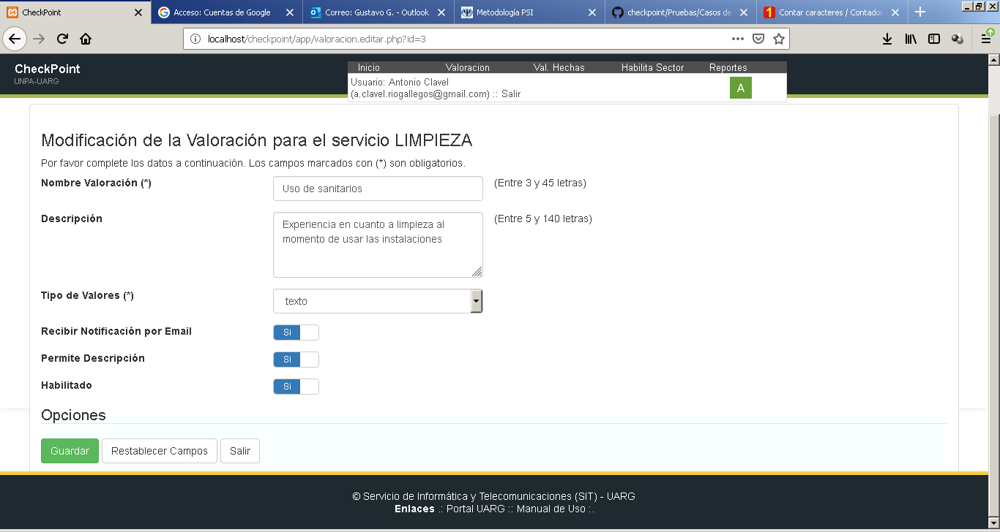 CheckPoint
Acceso: Cuentas de Google
Correo: Gustavo G. - Outlook
Metodología PSI
checkpoint/Pruebas/Casos de
Contar caracteres / Contador
localhost/checkpoint/app/valoracion.editar.php?id=3
CheckPoint
UNPA-UARG
Inicio Valoracion Val. Hechas Habilita Sector Reportes
Usuario: Antonio Clavel
(a.clavel.riogallegos@gmail.com) :: Salir
A
Modificación de la Valoración para el servicio LIMPIEZA
Por favor complete los datos a continuación. Los campos marcados con (*) son obligatorios.
Nombre Valoración (*) Uso de sanitarios (Entre 3 y 45 letras)
Descripción Experiencia en cuanto a limpieza al (Entre 5 y 140 letras)
momento de usar las instalaciones
Tipo de Valores (*) texto
Recibir Notificación por Email Si
Permite Descripción Si
Habilitado Si
Opciones
Guardar Restablecer Campos Salir
© Servicio de Informática y Telecomunicaciones (SIT) - UARG
Enlaces .: Portal UARG :: Manual de Uso :.